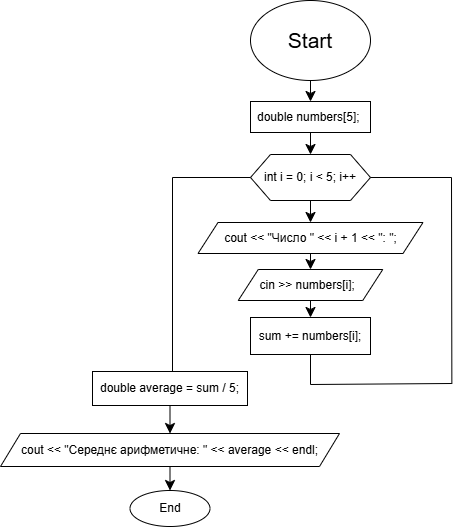 Start
double numbers[5];
int i = 0; i < 5; i++
cout << "Число " << i + 1 << ": ";
cin >> numbers[i];
sum += numbers[i];
double average = sum / 5;
cout << "Середнє арифметичне: " << average << endl;
End